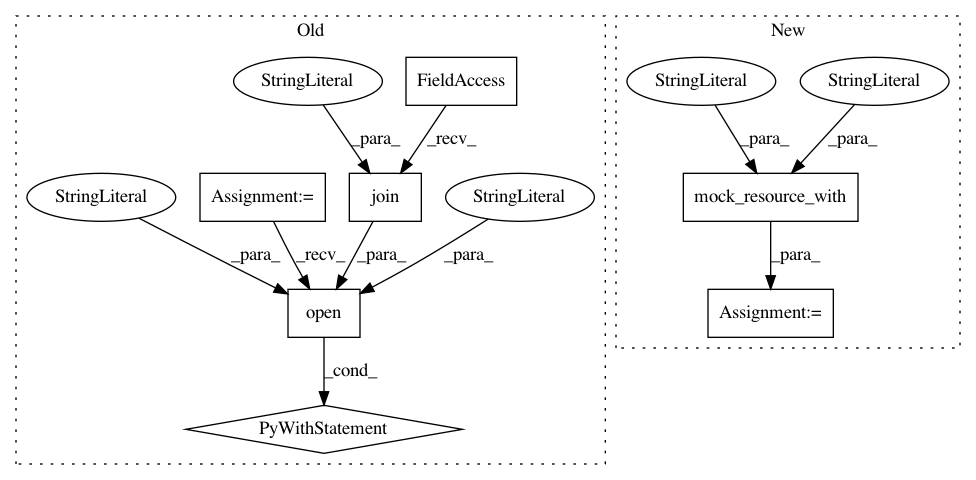 Old
New
StringLiteral
FieldAccess
StringLiteral
StringLiteral
_para_
_recv_
_para_
_para_
StringLiteral
Assignment:=
join
StringLiteral
mock_resource_with
_para_
_recv_
_para_
_para_
_para_
open
Assignment:=
_cond_
PyWithStatement